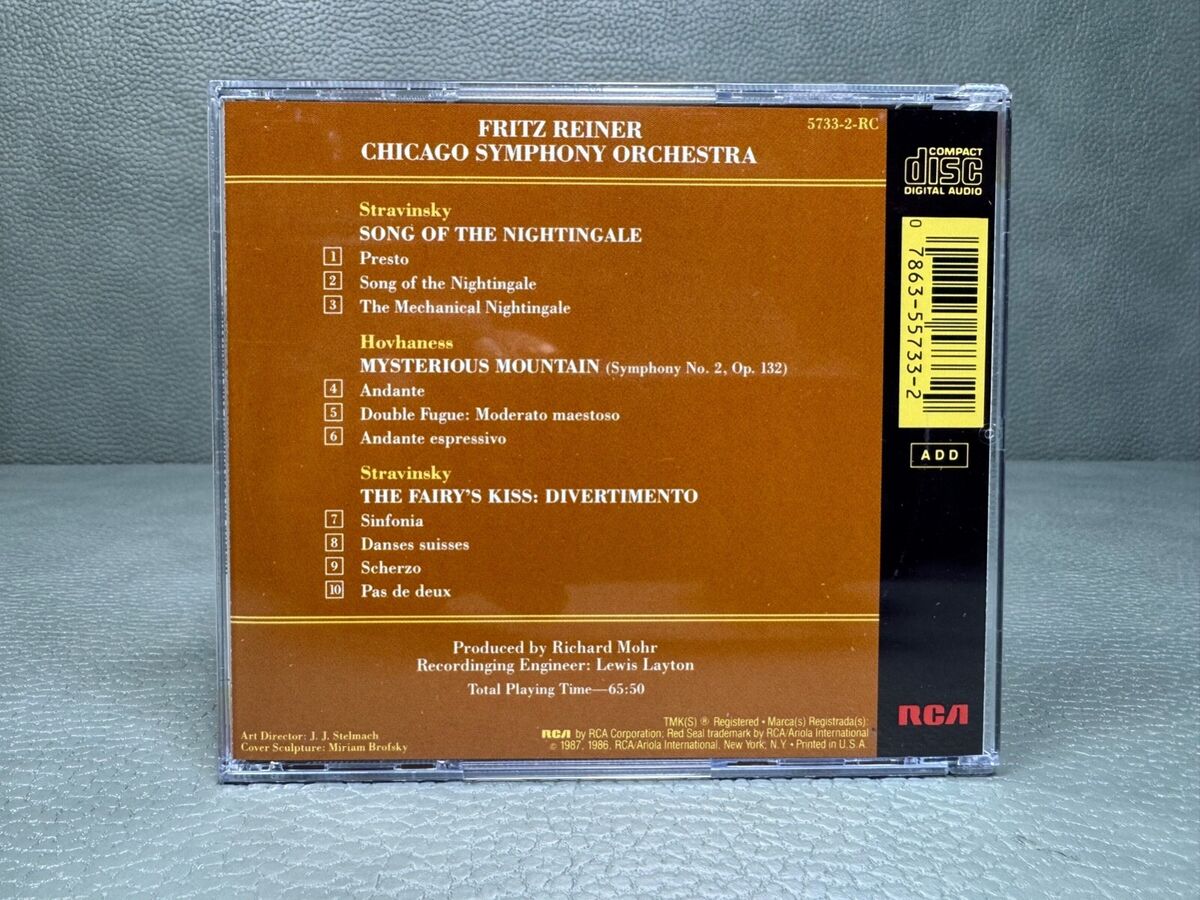 FRITZ REINER
CHICAGO SYMPHONY ORCHESTRA
5733-2-RC
COMPACT
disc
DIGITAL AUDIO
Stravinsky
SONG OF THE NIGHTINGALE
1 Presto
2 Song of the Nightingale
3 The Mechanical Nightingale
Hovhaness
MYSTERIOUS MOUNTAIN (Symphony No. 2, Op. 132)
4 Andante
5 Double Fugue: Moderato maestoso
6 Andante espressivo
Stravinsky
THE FAIRY'S KISS: DIVERTIMENTO
7 Sinfonia
8 Danses suisses
9 Scherzo
10 Pas de deux
0 7863-55733-2
ADD
Produced by Richard Mohr
Recordinging Engineer: Lewis Layton
Total Playing Time—65:50
Art Director: J. J. Stelmach
Cover Sculpture: Miriam Brofsky
TMK(S) ® Registered • Marca(s) Registrada(s):
RCA by RCA Corporation; Red Seal trademark by RCA/Ariola International
© 1987, 1986, RCA/Ariola International, New York, N.Y. • Printed in U.S.A.
RCA